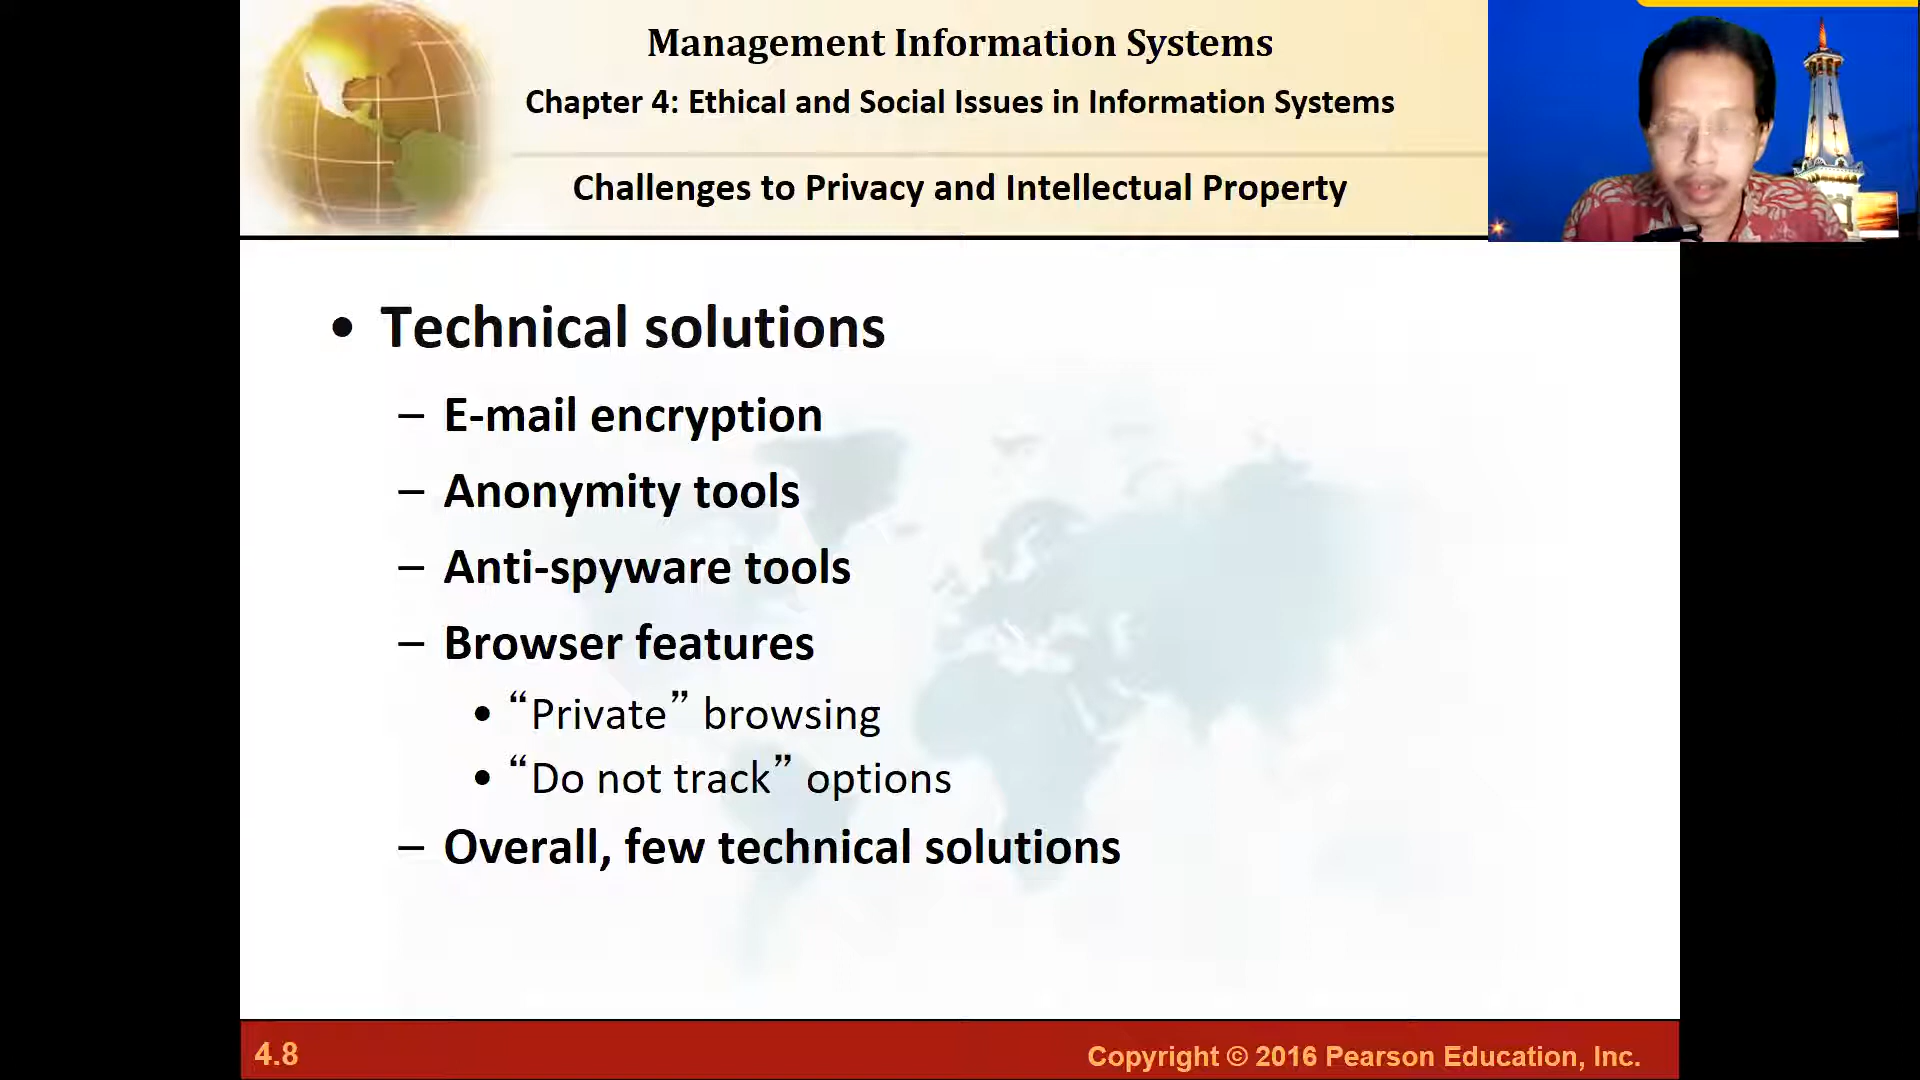 Management Information Systems
Chapter 4: Ethical and Social Issues in Information Systems
Challenges to Privacy and Intellectual Property
• Technical solutions
– E-mail encryption
– Anonymity tools
– Anti-spyware tools
– Browser features
• “Private” browsing
• “Do not track” options
– Overall, few technical solutions
4.8
Copyright © 2016 Pearson Education, Inc.